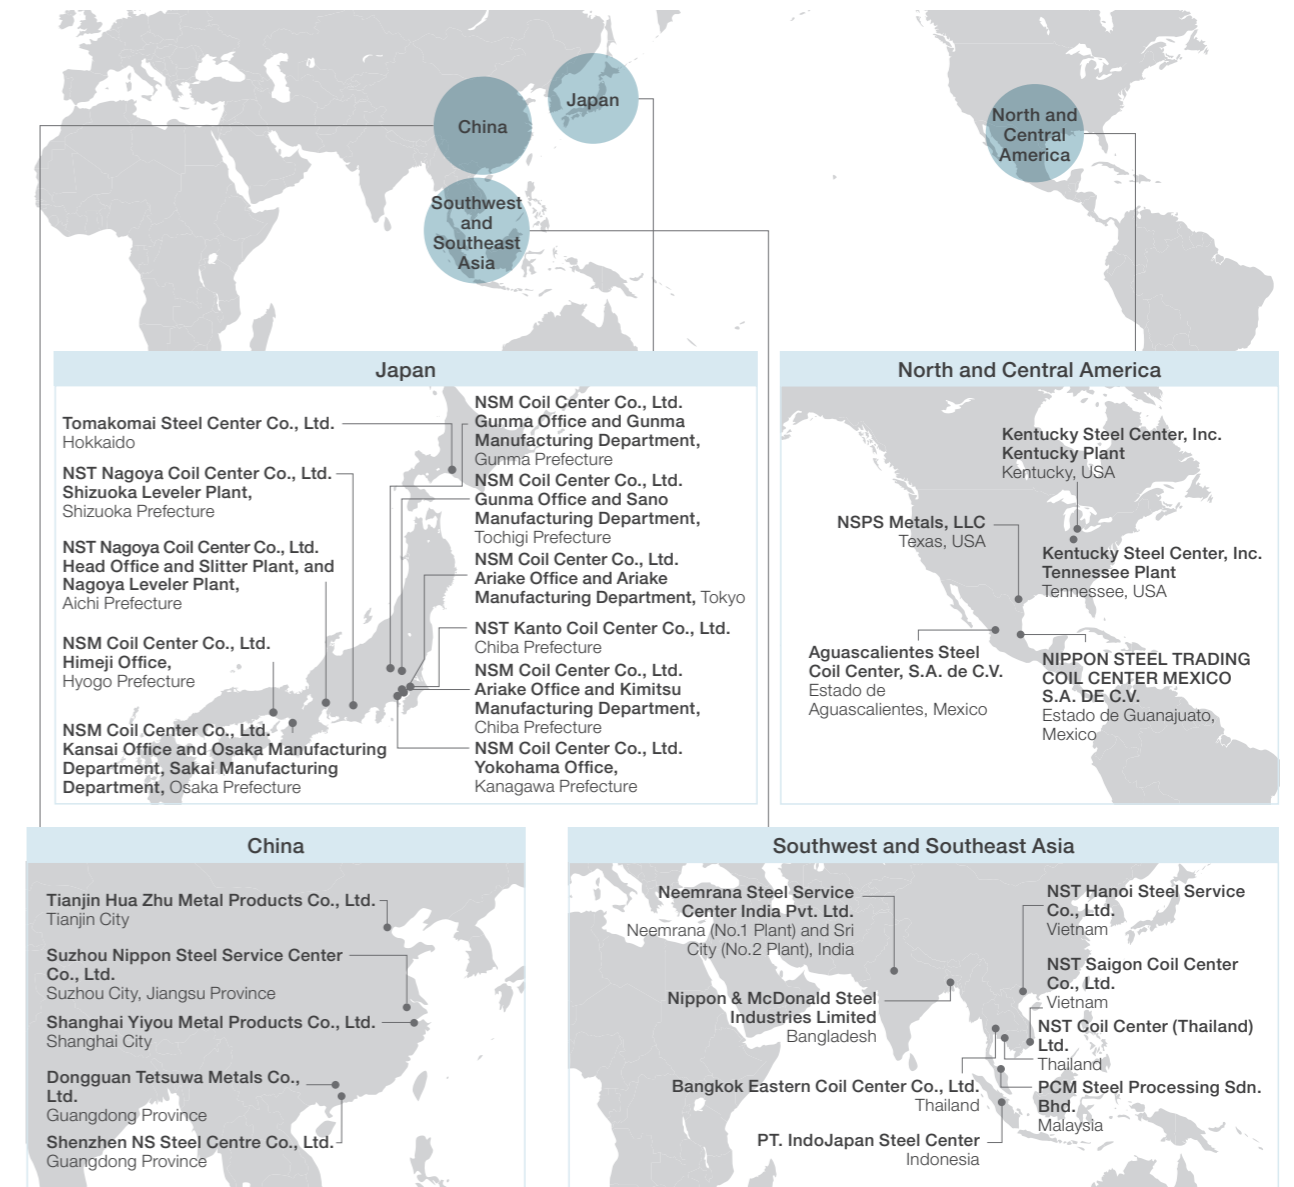 China
Japan
Southwest
and
Southeast
Asia
North and
Central
America
Japan
Tomakomai Steel Center Co., Ltd.
Hokkaido
NST Nagoya Coil Center Co., Ltd.
Shizuoka Leveler Plant,
Shizuoka Prefecture
NST Nagoya Coil Center Co., Ltd.
Head Office and Slitter Plant, and
Nagoya Leveler Plant,
Aichi Prefecture
NSM Coil Center Co., Ltd.
Himeji Office,
Hyogo Prefecture
NSM Coil Center Co., Ltd.
Kansai Office and Osaka Manufacturing
Department, Sakai Manufacturing
Department, Osaka Prefecture
NSM Coil Center Co., Ltd.
Gunma Office and Gunma
Manufacturing Department,
Gunma Prefecture
NSM Coil Center Co., Ltd.
Gunma Office and Sano
Manufacturing Department,
Tochigi Prefecture
NSM Coil Center Co., Ltd.
Ariake Office and Ariake
Manufacturing Department, Tokyo
NST Kanto Coil Center Co., Ltd.
Chiba Prefecture
NSM Coil Center Co., Ltd.
Ariake Office and Kimitsu
Manufacturing Department,
Chiba Prefecture
NSM Coil Center Co., Ltd.
Yokohama Office,
Kanagawa Prefecture
North and Central America
Kentucky Steel Center, Inc.
Kentucky Plant
Kentucky, USA
NSPS Metals, LLC
Texas, USA
Kentucky Steel Center, Inc.
Tennessee Plant
Tennessee, USA
Aguascalientes Steel
Coil Center, S.A. de C.V.
Estado de
Aguascalientes, Mexico
NIPPON STEEL TRADING
COIL CENTER MEXICO
S.A. DE C.V.
Estado de Guanajuato,
Mexico
China
Tianjin Hua Zhu Metal Products Co., Ltd.
Tianjin City
Suzhou Nippon Steel Service Center
Co., Ltd.
Suzhou City, Jiangsu Province
Shanghai Yiyou Metal Products Co., Ltd.
Shanghai City
Dongguan Tetsuwa Metals Co.,
Ltd.
Guangdong Province
Shenzhen NS Steel Centre Co., Ltd.
Guangdong Province
Southwest and Southeast Asia
Neemrana Steel Service
Center India Pvt. Ltd.
Neemrana (No.1 Plant) and Sri
City (No.2 Plant), India
Nippon & McDonald Steel
Industries Limited
Bangladesh
Bangkok Eastern Coil Center Co., Ltd.
Thailand
PT. IndoJapan Steel Center
Indonesia
NST Hanoi Steel Service
Co., Ltd.
Vietnam
NST Saigon Coil Center
Co., Ltd.
Vietnam
NST Coil Center (Thailand)
Ltd.
Thailand
PCM Steel Processing Sdn.
Bhd.
Malaysia